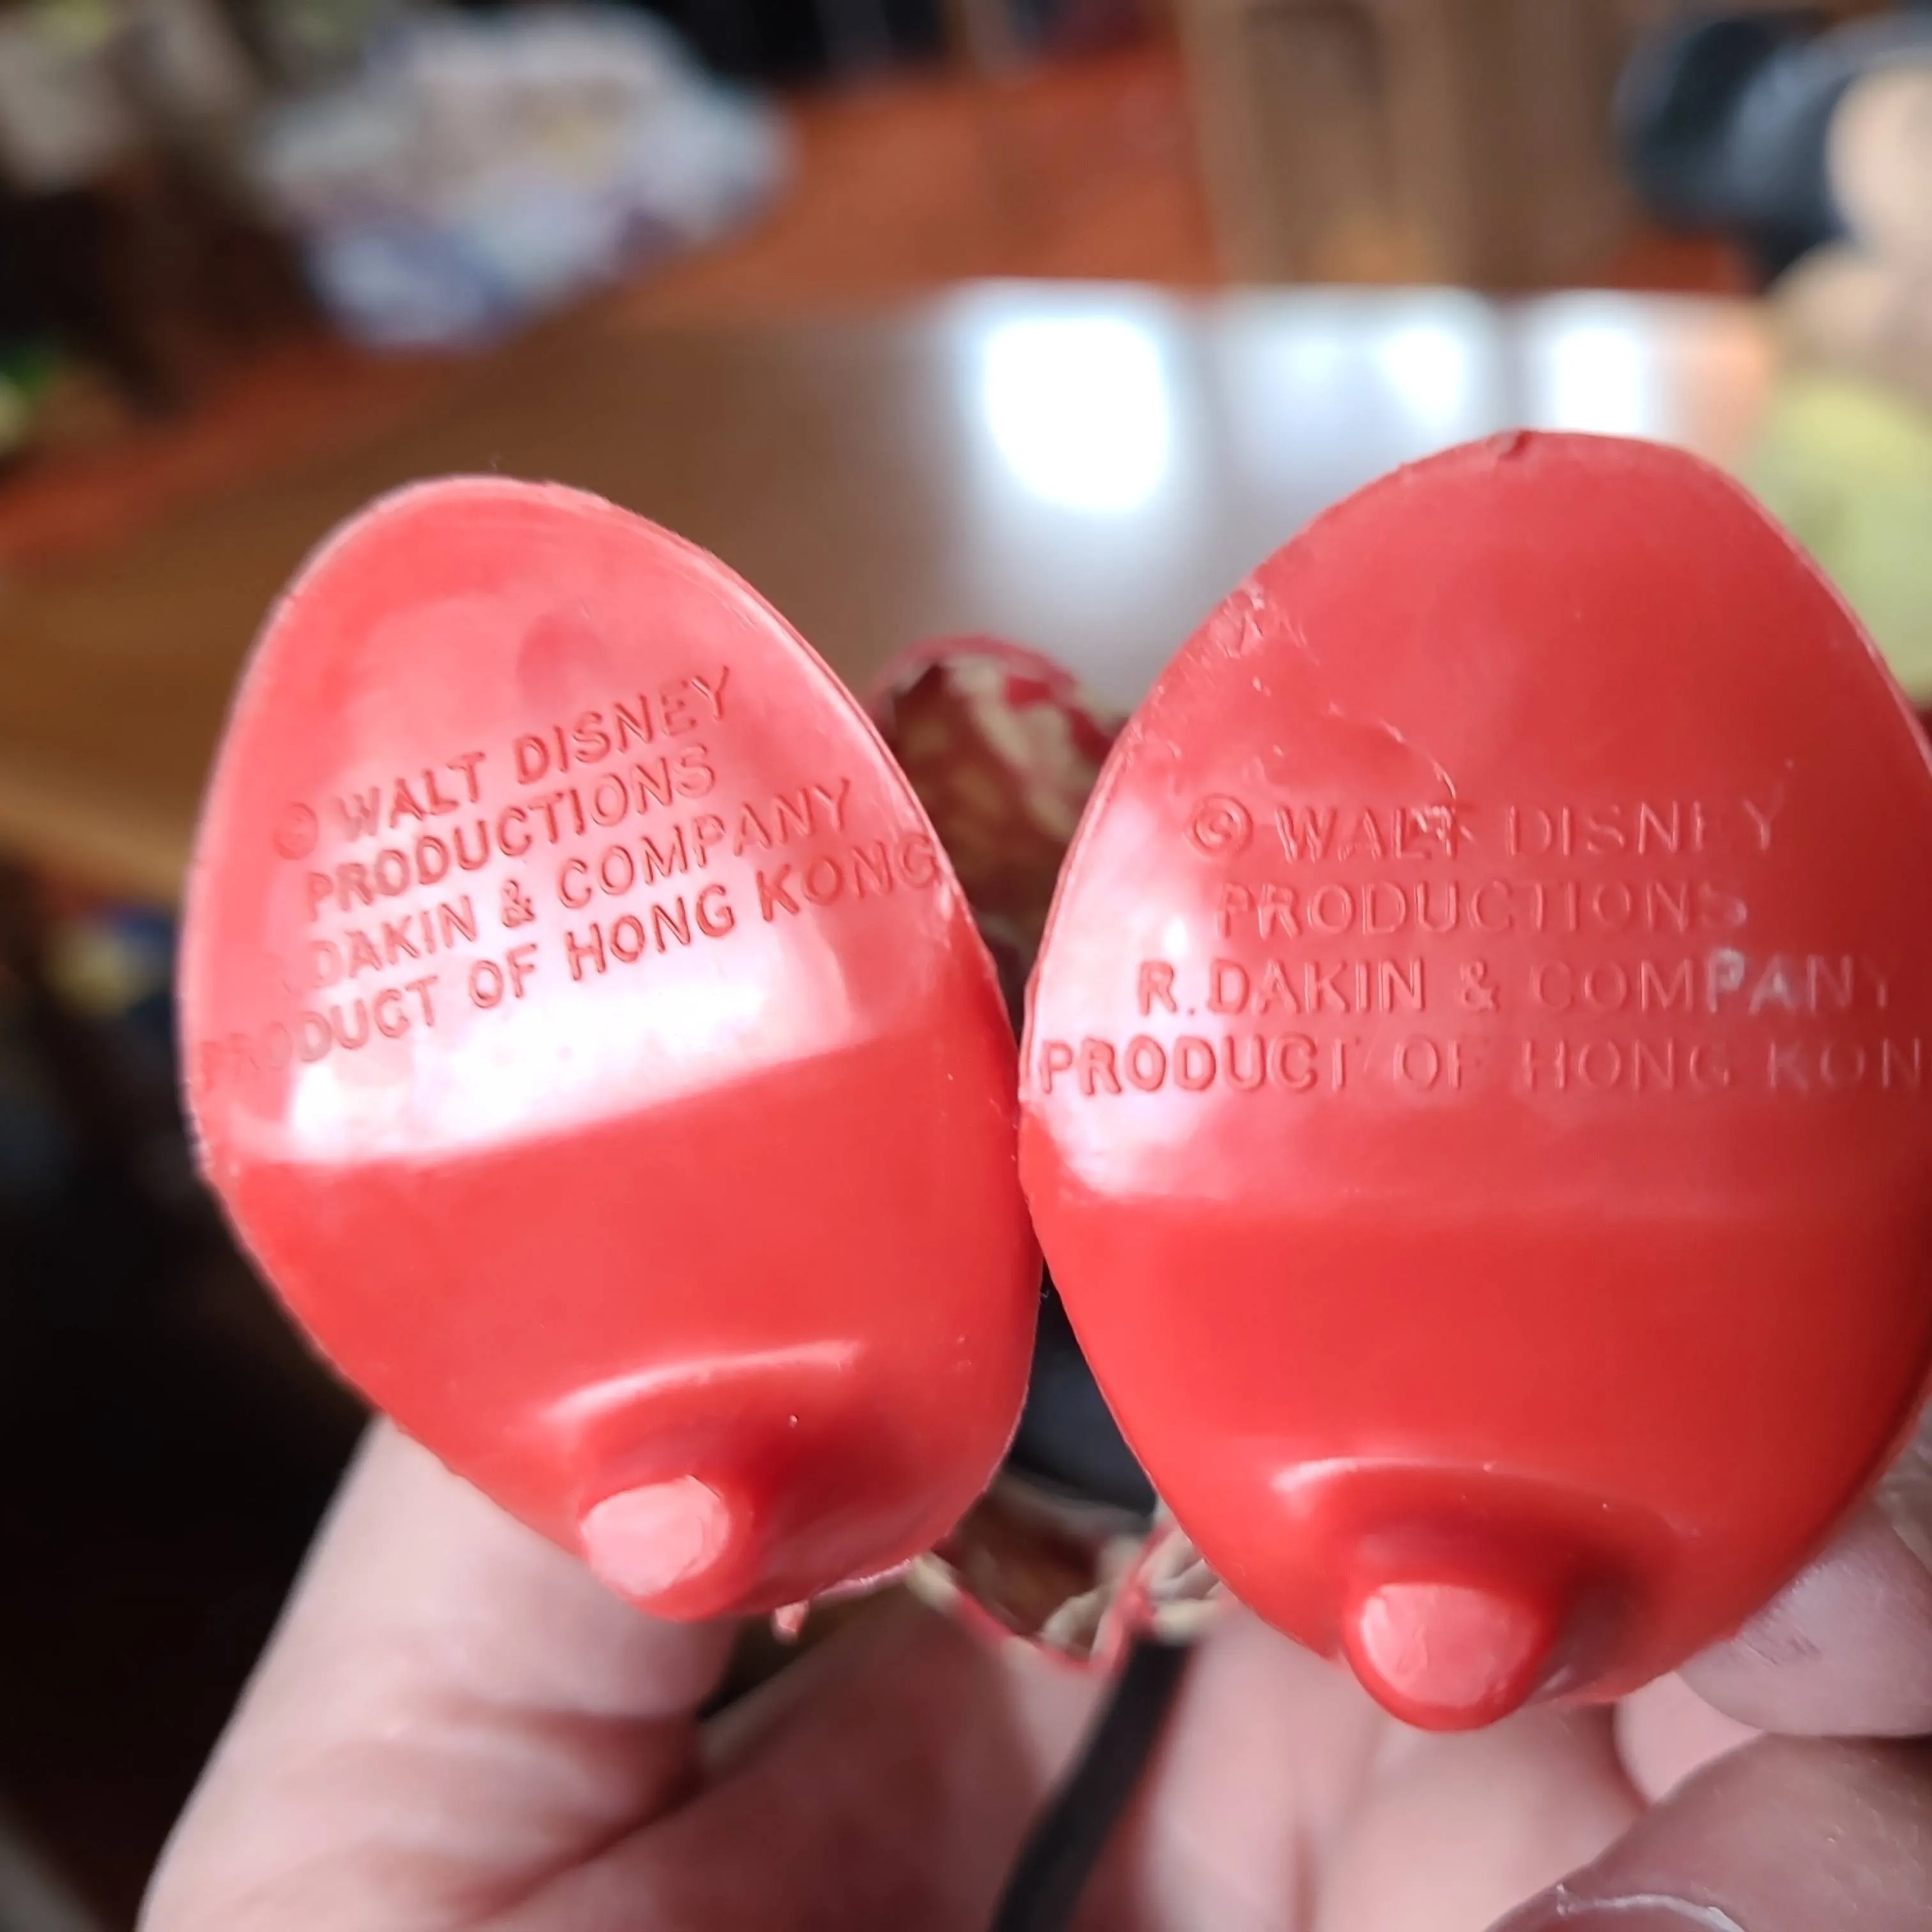 © WALT DISNEY
PRODUCTIONS
DAKIN & COMPANY
PRODUCT OF HONG KONG
© WALT DISNEY
PRODUCTIONS
R.DAKIN & COMPANY
PRODUCT OF HONG KON